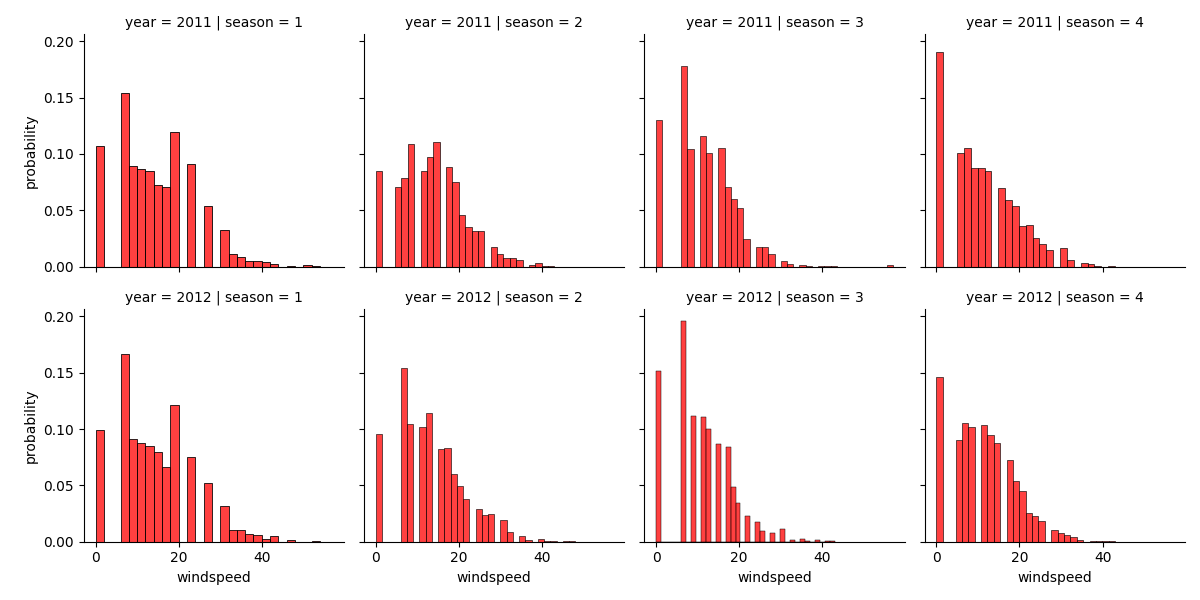 year = 2011 | season = 1
year = 2011 | season = 2
year = 2011 | season = 3
year = 2011 | season = 4
0.20
0.15
0.10
0.05
0.00
probability
year = 2012 | season = 1
year = 2012 | season = 2
year = 2012 | season = 3
year = 2012 | season = 4
0.20
0.15
0.10
0.05
0.00
probability
0 20 40
0 20 40
0 20 40
0 20 40
windspeed
windspeed
windspeed
windspeed